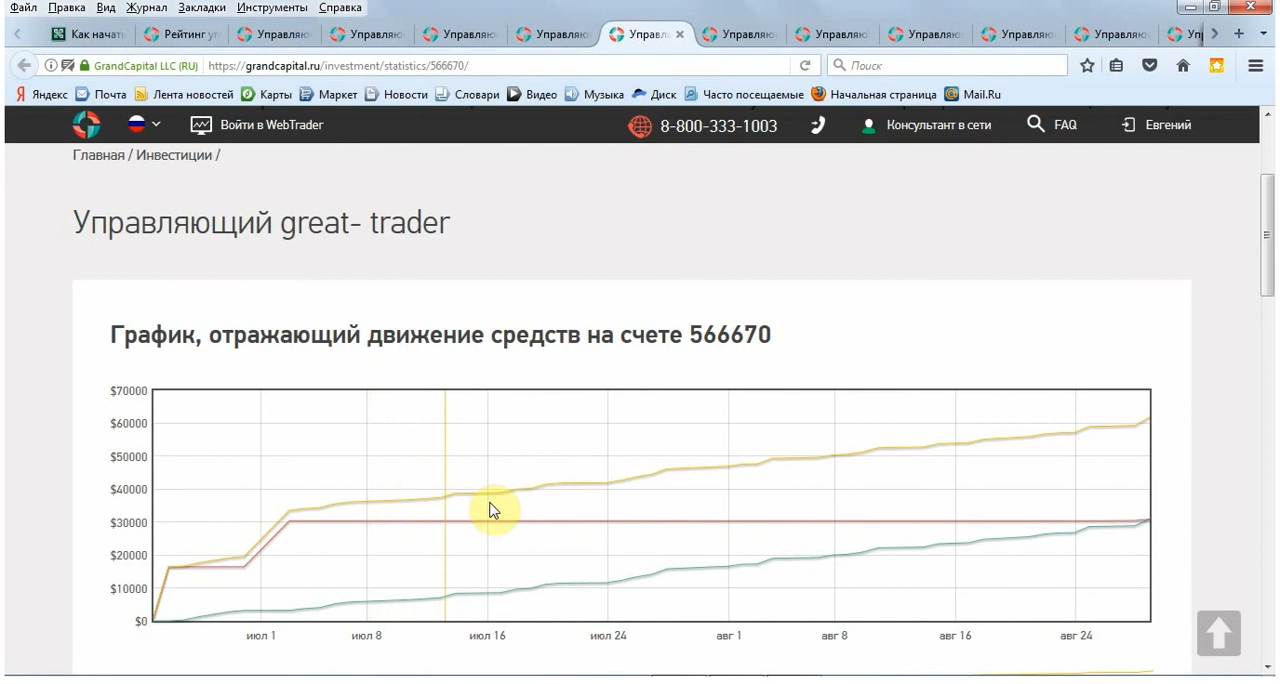 Файл Правка Вид Журнал Закладки Инструменты Справка
Как начать Рейтинг уп Управляю Управляю Управляю Управляю Управл Управляю Управляю Управляю Управляю Управляю Уп
GrandCapital LLC (RU) https://grandcapital.ru/investment/statistics/566670/ Поиск
Яндекс Почта Лента новостей Карты Маркет Новости Словари Видео Музыка Диск Часто посещаемые Начальная страница Mail.Ru
Войти в WebTrader 8-800-333-1003 Консультант в сети FAQ Евгений
Главная / Инвестиции /
Управляющий great- trader
График, отражающий движение средств на счете 566670
$70000
$60000
$50000
$40000
$30000
$20000
$10000
$0
июл 1 июл 8 июл 16 июл 24 авг 1 авг 8 авг 16 авг 24